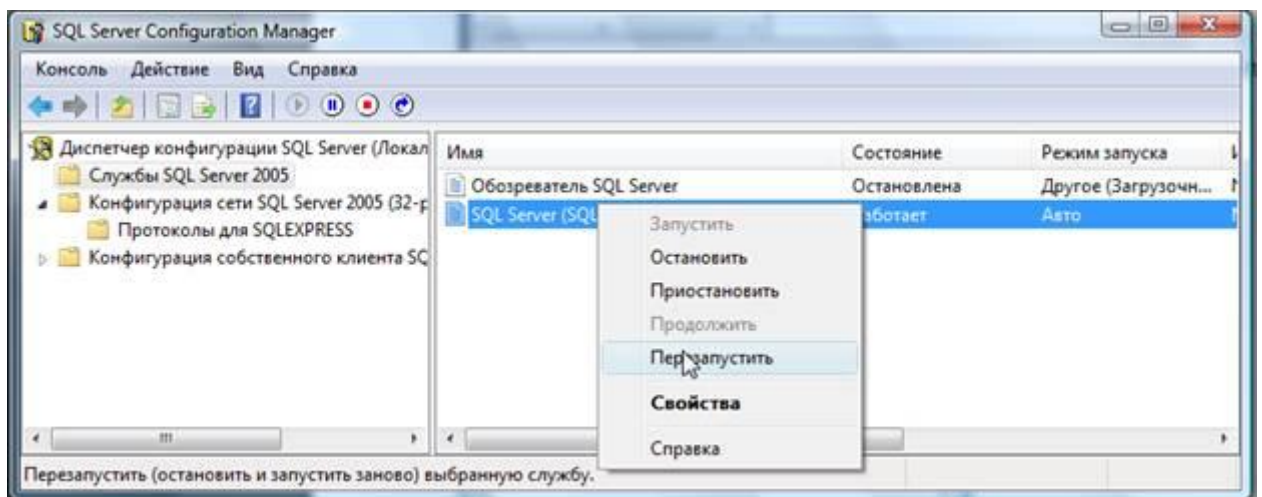 SQL Server Configuration Manager
Консоль Действие Вид Справка
Диспетчер конфигурации SQL Server (Локал
Службы SQL Server 2005
Конфигурация сети SQL Server 2005 (32-р
Протоколы для SQLEXPRESS
Конфигурация собственного клиента SQ
Имя Состояние Режим запуска
Обозреватель SQL Server Остановлена Другое (Загрузочн...
SQL Server (SQL аботает Авто
Запустить
Остановить
Приостановить
Продолжить
Перезапустить
Свойства
Справка
Перезапустить (остановить и запустить заново) выбранную службу.